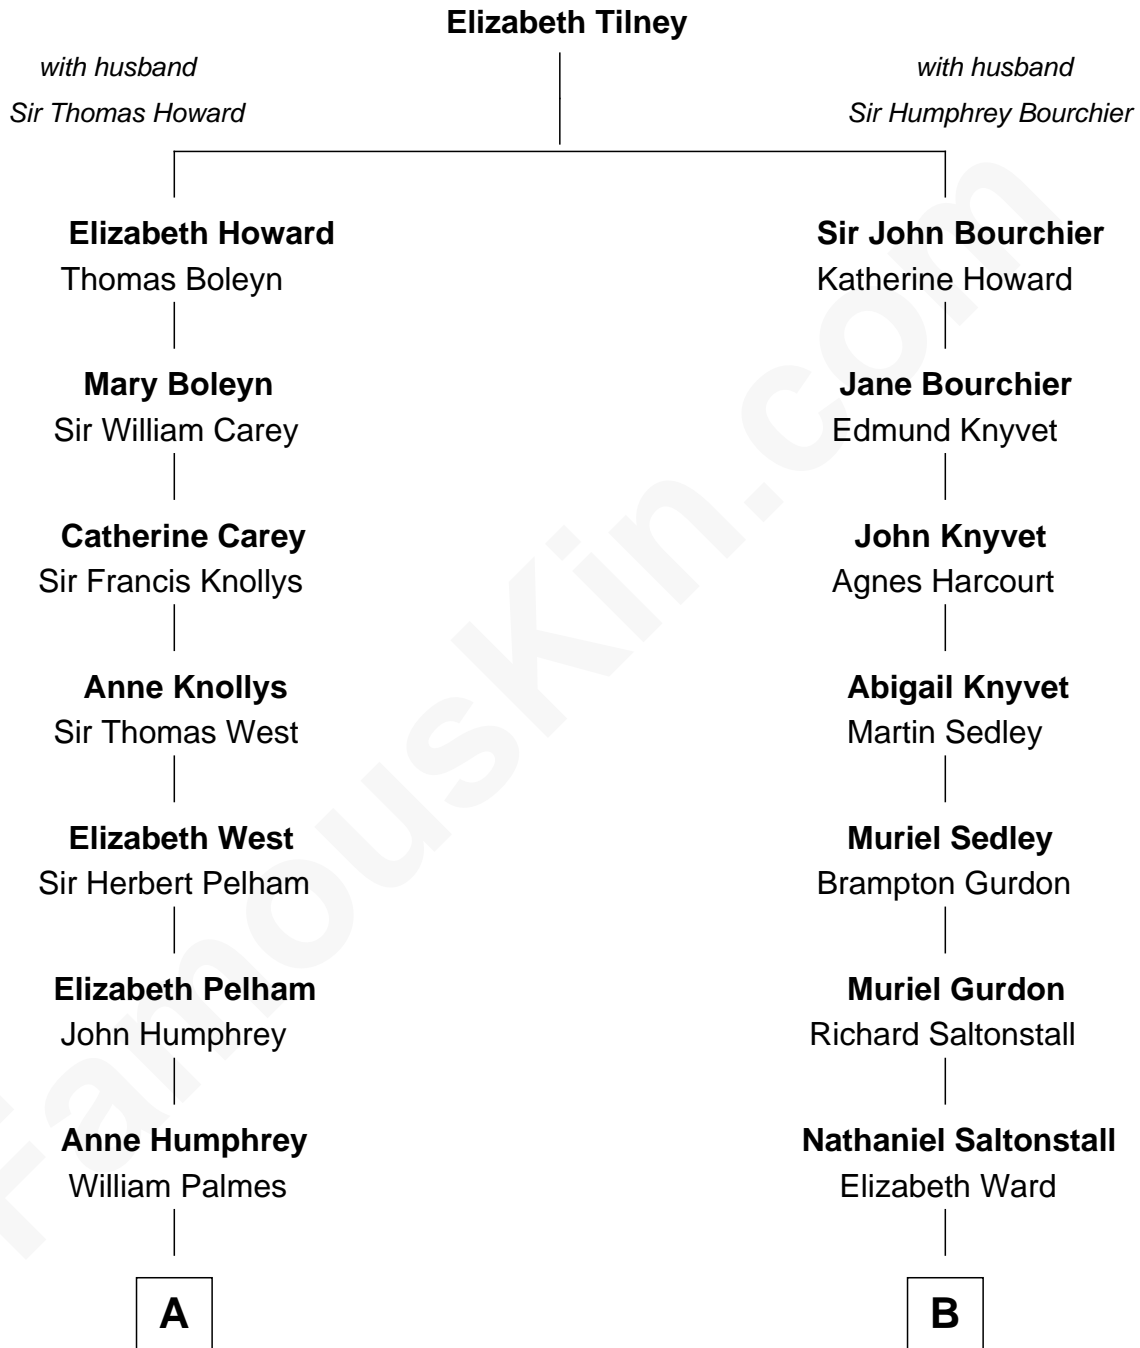 Elizabeth Tilney
with husband
Sir Thomas Howard
with husband
Sir Humphrey Bourchier
Elizabeth Howard
Thomas Boleyn
Sir John Bourchier
Katherine Howard
Mary Boleyn
Sir William Carey
Jane Bourchier
Edmund Knyvet
Catherine Carey
Sir Francis Knollys
John Knyvet
Agnes Harcourt
Anne Knollys
Sir Thomas West
Abigail Knyvet
Martin Sedley
Elizabeth West
Sir Herbert Pelham
Muriel Sedley
Brampton Gurdon
Elizabeth Pelham
John Humphrey
Muriel Gurdon
Richard Saltonstall
Anne Humphrey
William Palmes
Nathaniel Saltonstall
Elizabeth Ward
A
B
FamousKin.com